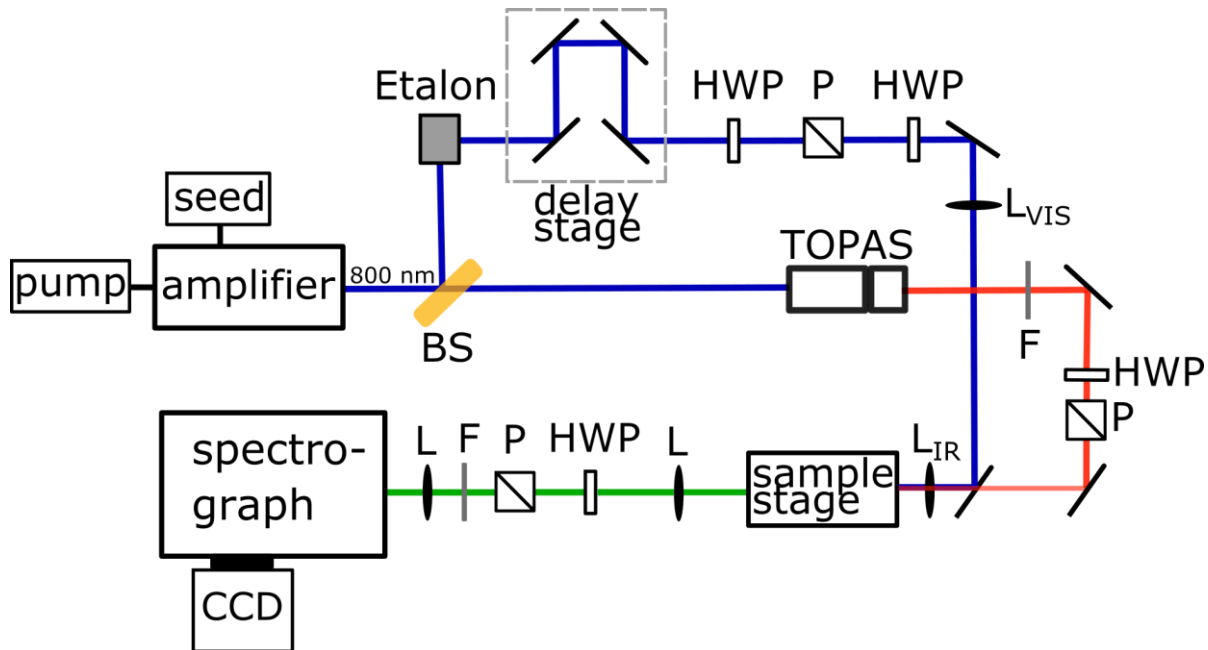 HWP
P
HWP
Etalon
seed
delay
stage
L_VIS
TOPAS
pump
amplifier
800 nm
BS
F
HWP
P
spectro-
graph
L
F
P
HWP
L
sample
stage
L_IR
CCD